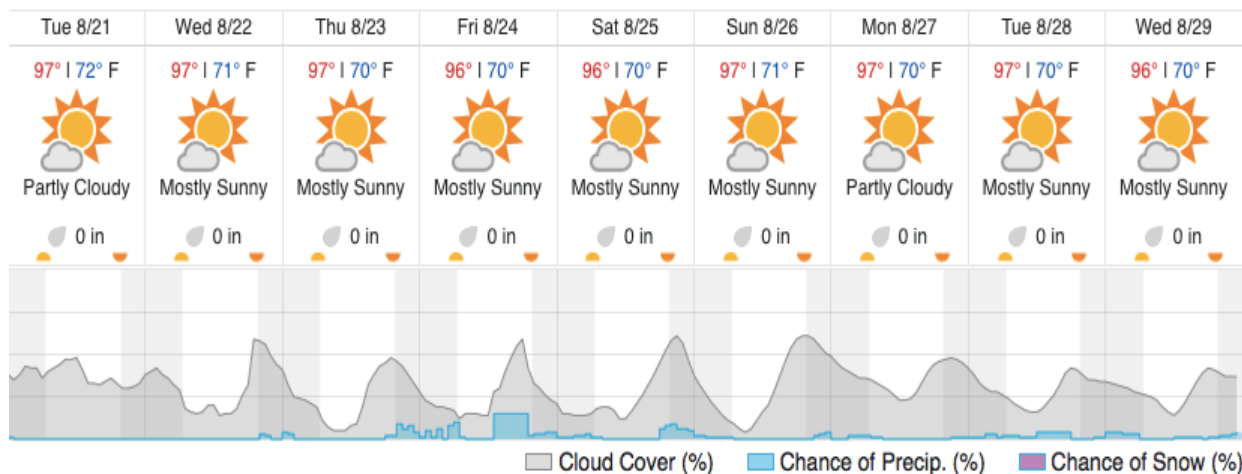 Tue 8/21 Wed 8/22 Thu 8/23 Fri 8/24 Sat 8/25 Sun 8/26 Mon 8/27 Tue 8/28 Wed 8/29
97° | 72° F 97° | 71° F 97° | 70° F 96° | 70° F 96° | 70° F 97° | 71° F 97° | 70° F 97° | 70° F 96° | 70° F
Partly Cloudy Mostly Sunny Mostly Sunny Mostly Sunny Mostly Sunny Mostly Sunny Partly Cloudy Mostly Sunny Mostly Sunny
0 in 0 in 0 in 0 in 0 in 0 in 0 in 0 in 0 in
Cloud Cover (%) Chance of Precip. (%) Chance of Snow (%)